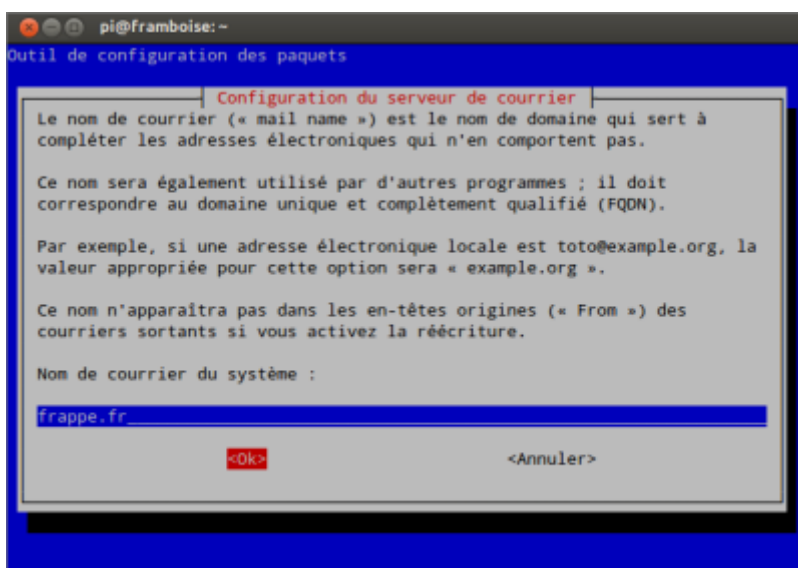 pi@framboise: ~
Outil de configuration des paquets
Configuration du serveur de courrier
Le nom de courrier (« mail name ») est le nom de domaine qui sert à
compléter les adresses électroniques qui n'en comportent pas.
Ce nom sera également utilisé par d'autres programmes ; il doit
correspondre au domaine unique et complètement qualifié (FQDN).
Par exemple, si une adresse électronique locale est toto@example.org, la
valeur appropriée pour cette option sera « example.org ».
Ce nom n'apparaîtra pas dans les en-têtes origines (« From ») des
courriers sortants si vous activez la réécriture.
Nom de courrier du système :
frappe.fr
<Ok> <Annuler>